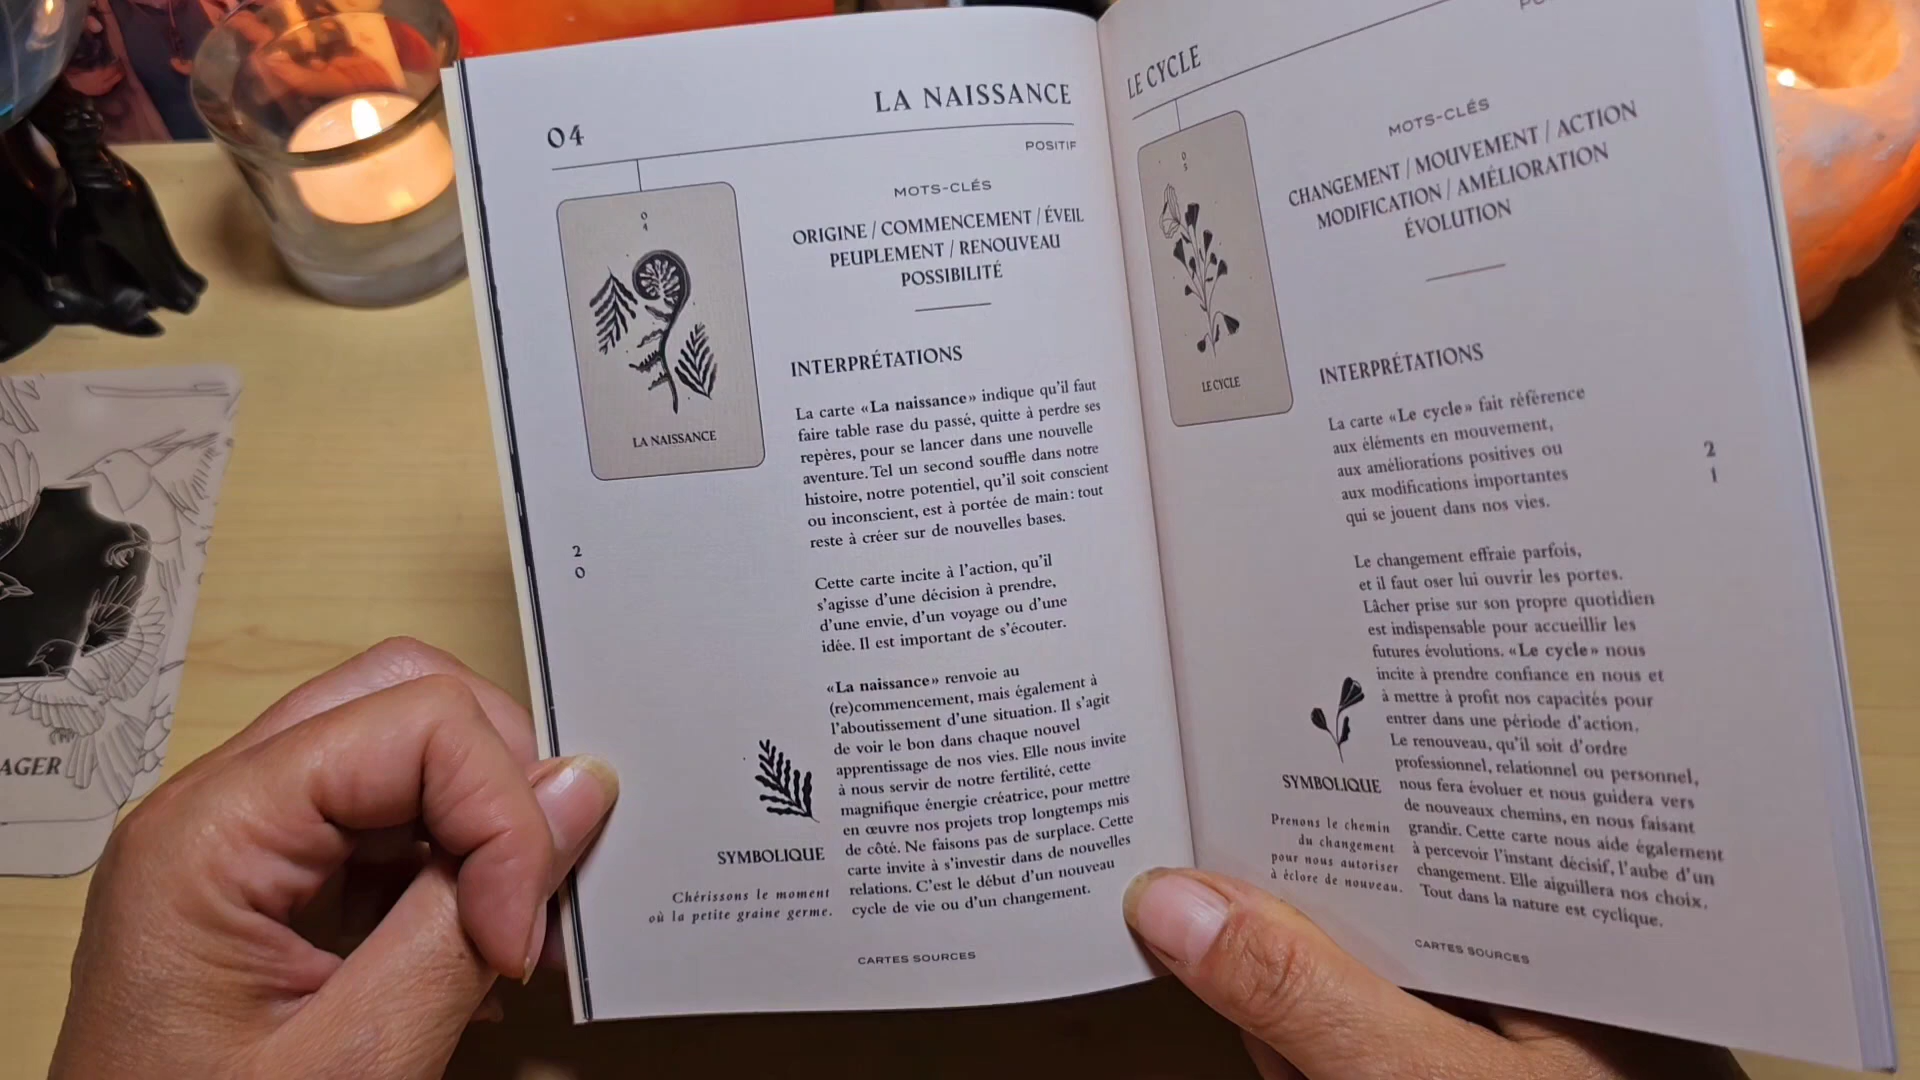 04
LA NAISSANCE
POSITIF
0
4
LA NAISSANCE
MOTS-CLÉS
ORIGINE / COMMENCEMENT / ÉVEIL
PEUPLEMENT / RENOUVEAU
POSSIBILITÉ
INTERPRÉTATIONS
La carte «La naissance» indique qu'il faut
faire table rase du passé, quitte à perdre ses
repères, pour se lancer dans une nouvelle
aventure. Tel un second souffle dans notre
histoire, notre potentiel, qu'il soit conscient
ou inconscient, est à portée de main : tout
reste à créer sur de nouvelles bases.
Cette carte incite à l'action, qu'il
s'agisse d'une décision à prendre,
d'une envie, d'un voyage ou d'une
idée. Il est important de s'écouter.
«La naissance» renvoie au
(re)commencement, mais également à
l'aboutissement d'une situation. Il s'agit
de voir le bon dans chaque nouvel
apprentissage de nos vies. Elle nous invite
à nous servir de notre fertilité, cette
magnifique énergie créatrice, pour mettre
en œuvre nos projets trop longtemps mis
de côté. Ne faisons pas de surplace. Cette
carte invite à s'investir dans de nouvelles
relations. C'est le début d'un nouveau
cycle de vie ou d'un changement.
2
0
SYMBOLIQUE
Chérissons le moment
où la petite graine germe.
CARTES SOURCES
LE CYCLE
0
5
LE CYCLE
MOTS-CLÉS
CHANGEMENT / MOUVEMENT / ACTION
MODIFICATION / AMÉLIORATION
ÉVOLUTION
INTERPRÉTATIONS
La carte «Le cycle» fait référence
aux éléments en mouvement,
aux améliorations positives ou
aux modifications importantes
qui se jouent dans nos vies.
Le changement effraie parfois,
et il faut oser lui ouvrir les portes.
Lâcher prise sur son propre quotidien
est indispensable pour accueillir les
futures évolutions. «Le cycle» nous
incite à prendre confiance en nous et
à mettre à profit nos capacités pour
entrer dans une période d'action.
Le renouveau, qu'il soit d'ordre
professionnel, relationnel ou personnel,
nous fera évoluer et nous guidera vers
de nouveaux chemins, en nous faisant
grandir. Cette carte nous aide également
à percevoir l'instant décisif, l'aube d'un
changement. Elle aiguillera nos choix.
Tout dans la nature est cyclique.
2
1
SYMBOLIQUE
Prenons le chemin
du changement
pour nous autoriser
à éclore de nouveau.
CARTES SOURCES